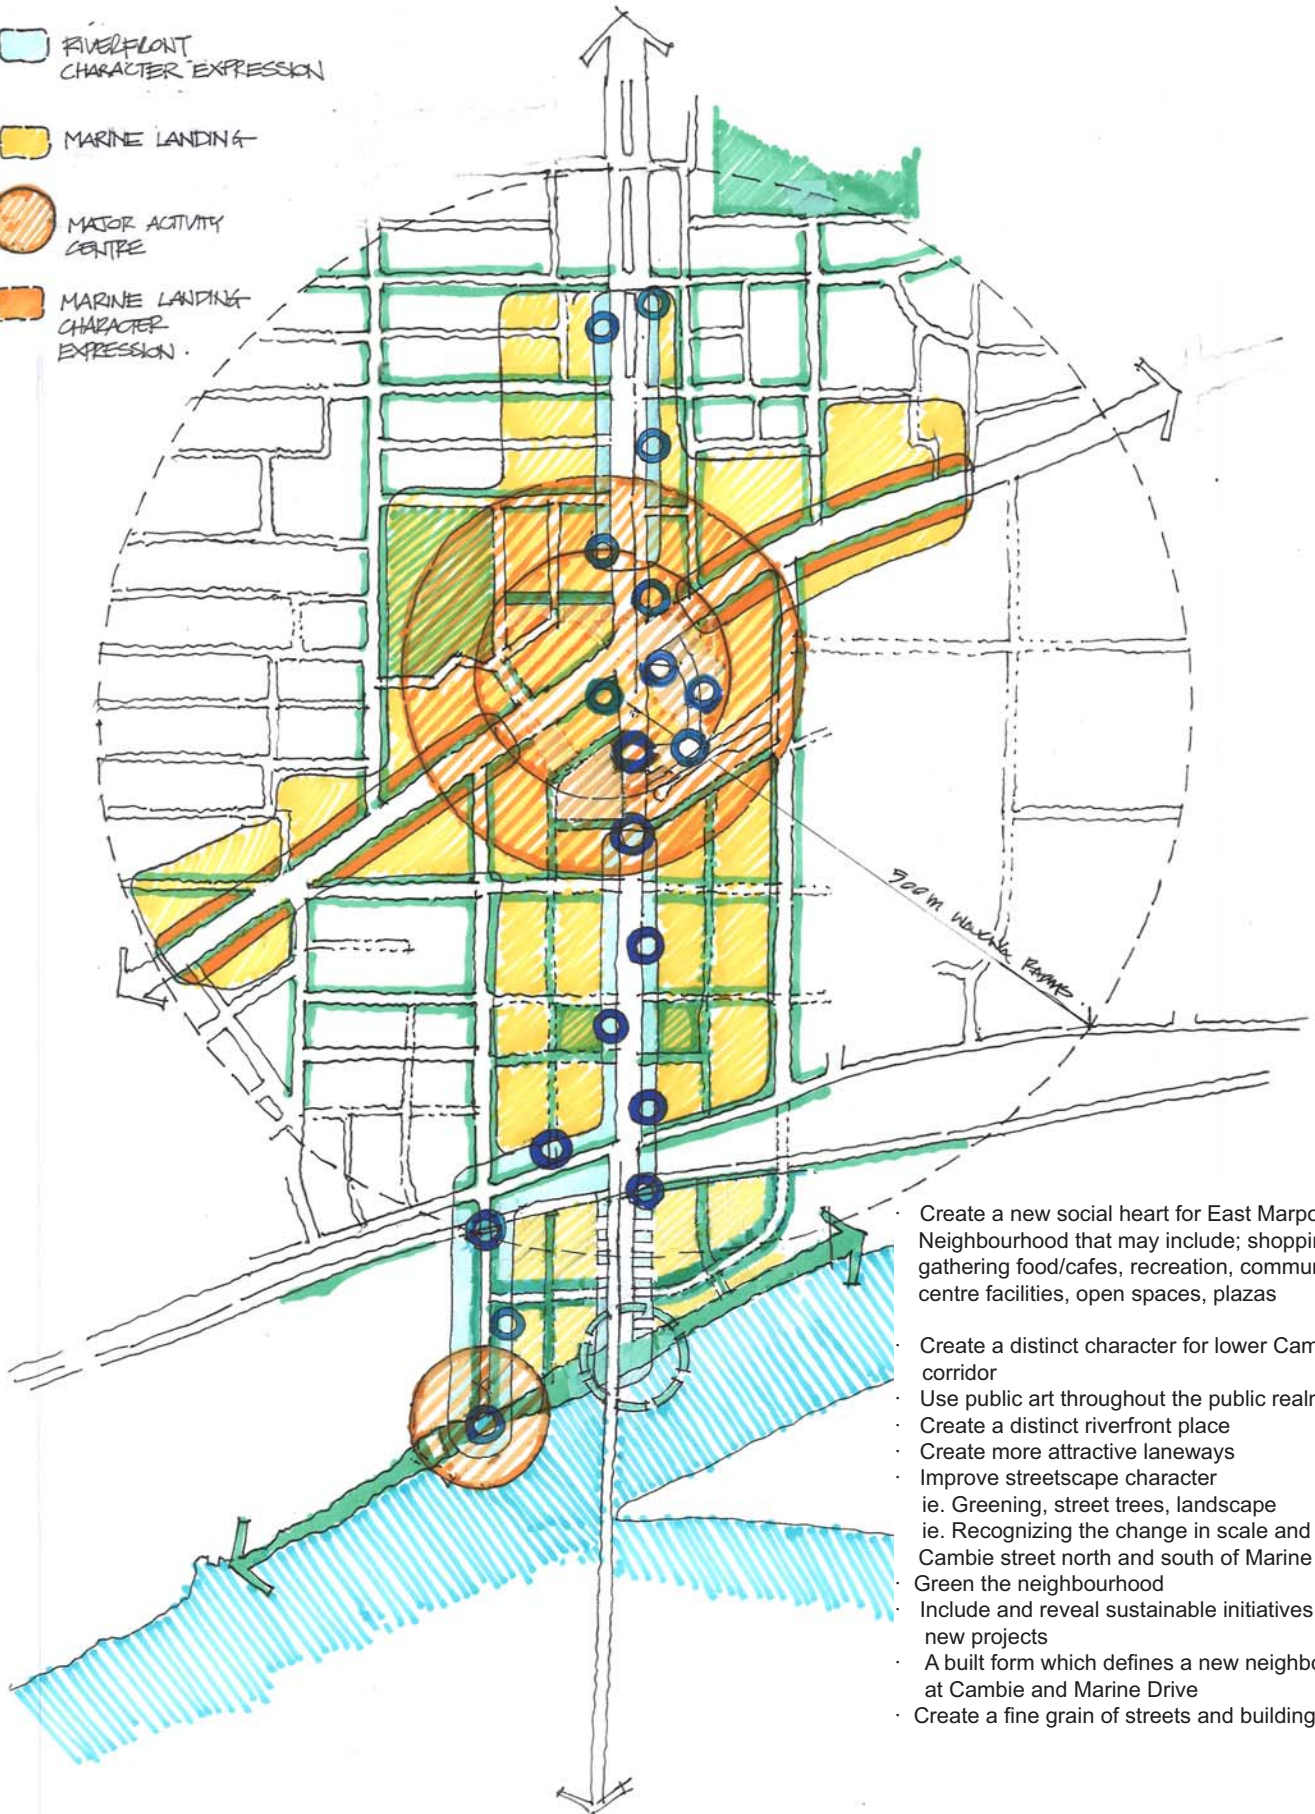 RIVERFRONT
CHARACTER EXPRESSION
MARINE LANDING
MAJOR ACTIVITY
CENTRE
MARINE LANDING
CHARACTER
EXPRESSION.
500 m WALKING RADIUS.
· Create a new social heart for East Marpo
Neighbourhood that may include; shoppin
gathering food/cafes, recreation, commu
centre facilities, open spaces, plazas
· Create a distinct character for lower Cam
corridor
· Use public art throughout the public realm
· Create a distinct riverfront place
· Create more attractive laneways
· Improve streetscape character
ie. Greening, street trees, landscape
ie. Recognizing the change in scale and
Cambie street north and south of Marine
· Green the neighbourhood
· Include and reveal sustainable initiatives
new projects
· A built form which defines a new neighbo
at Cambie and Marine Drive
· Create a fine grain of streets and building